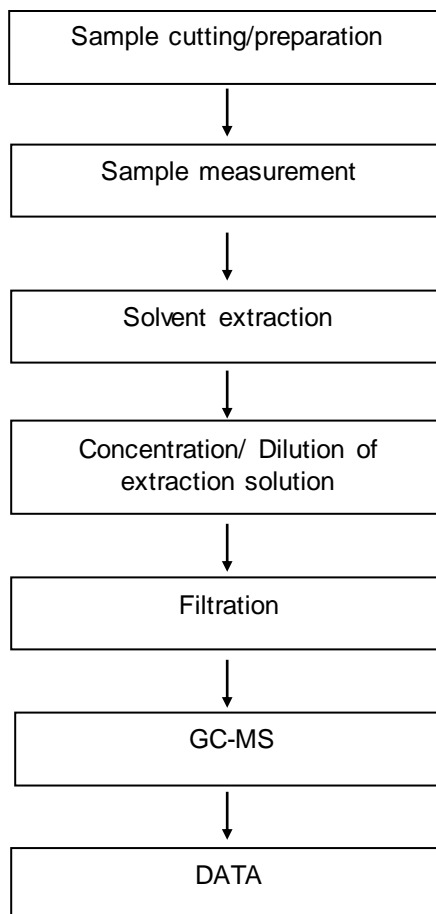 Sample cutting/preparation
Sample measurement
Solvent extraction
Concentration/ Dilution of
extraction solution
Filtration
GC-MS
DATA